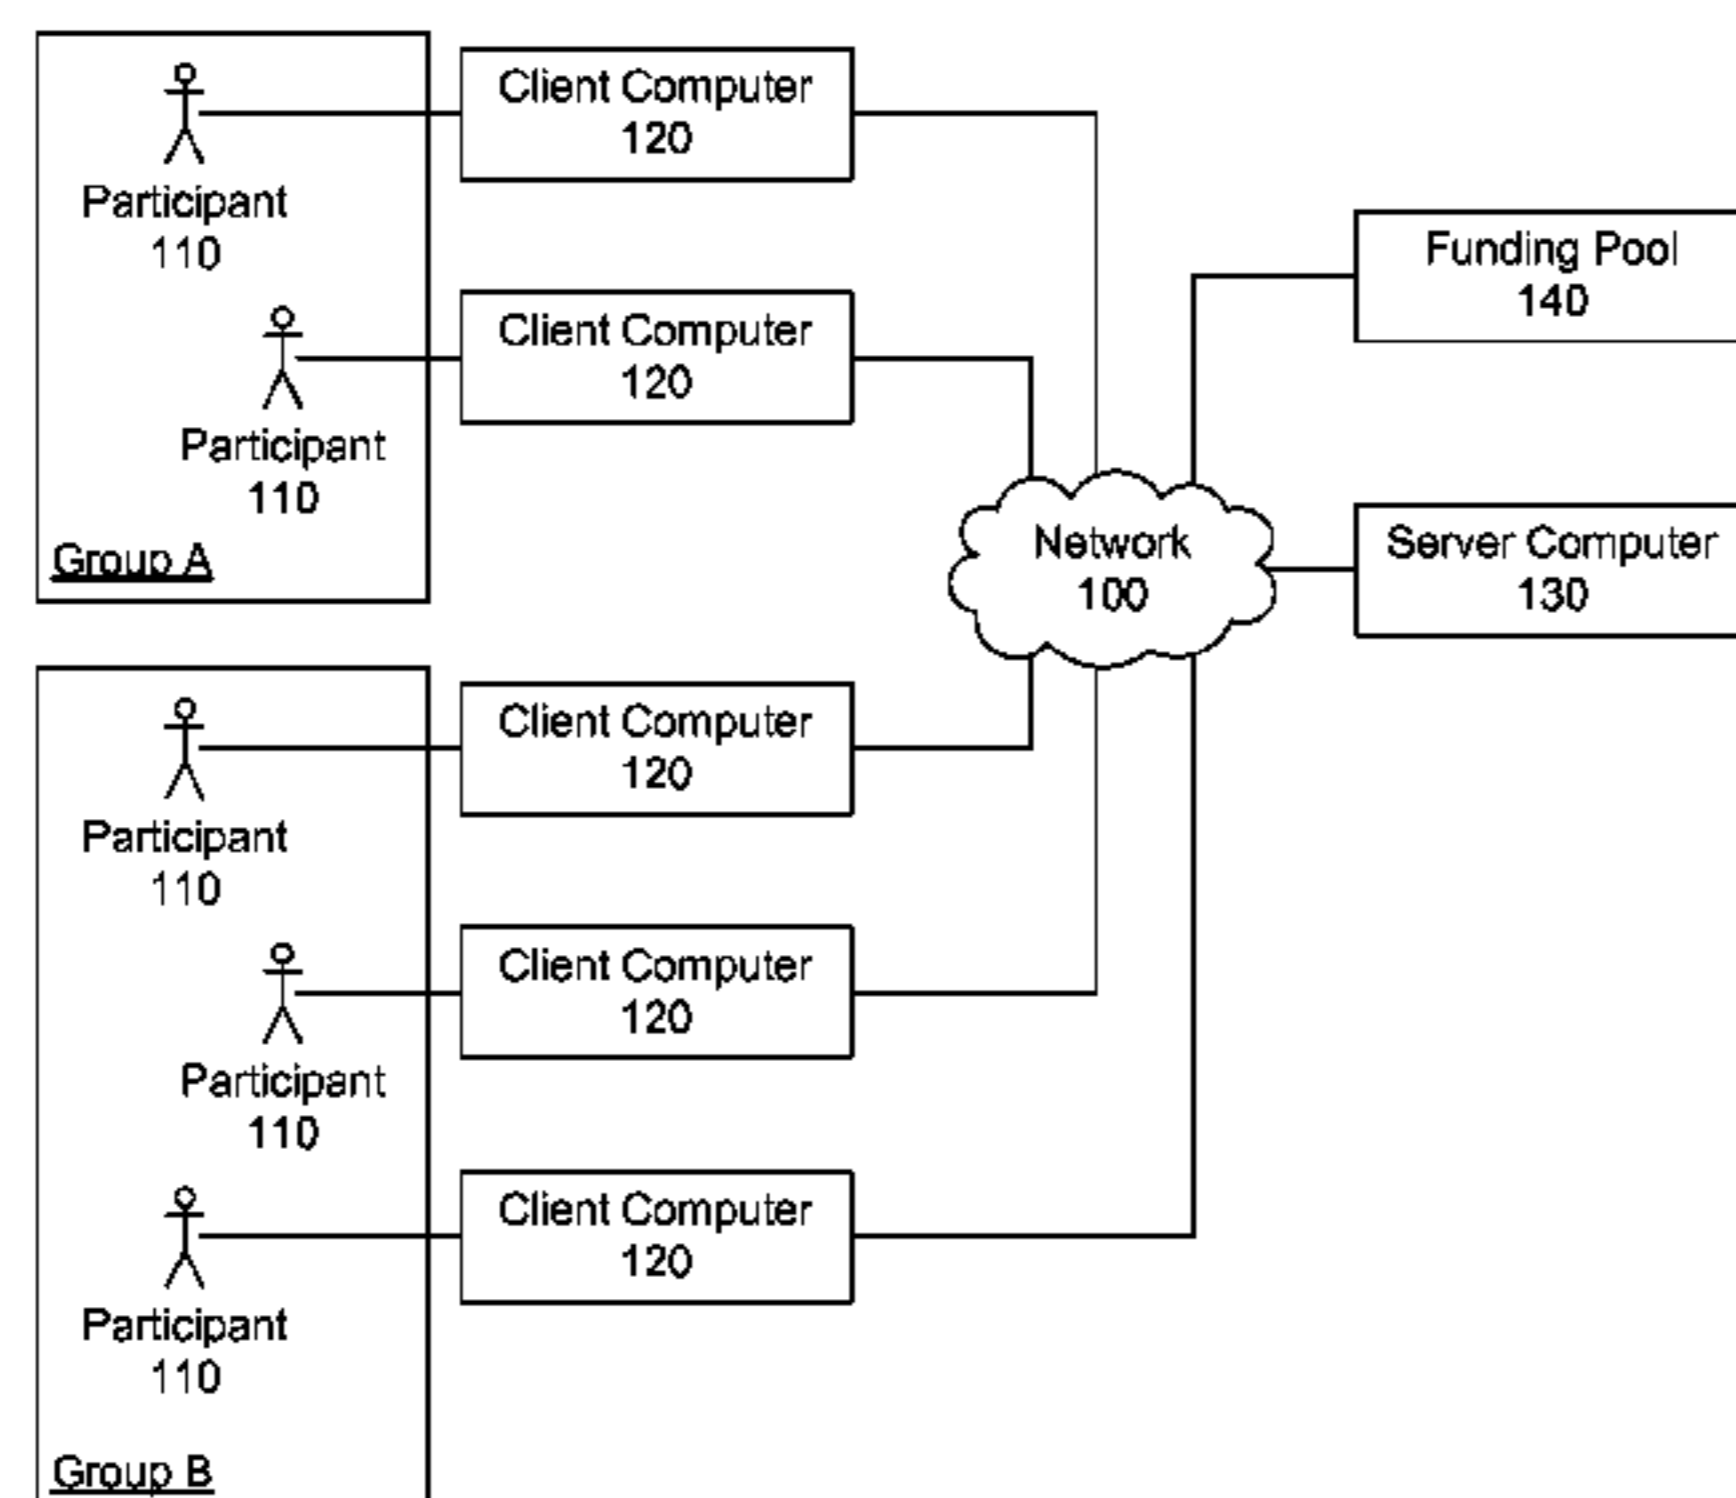 Client Computer
120
Participant
110
Funding Pool
140
Client Computer
120
Participant
110
Group A
Network
100
Server Computer
130
Client Computer
120
Participant
110
Client Computer
120
Participant
110
Client Computer
120
Participant
110
Group B